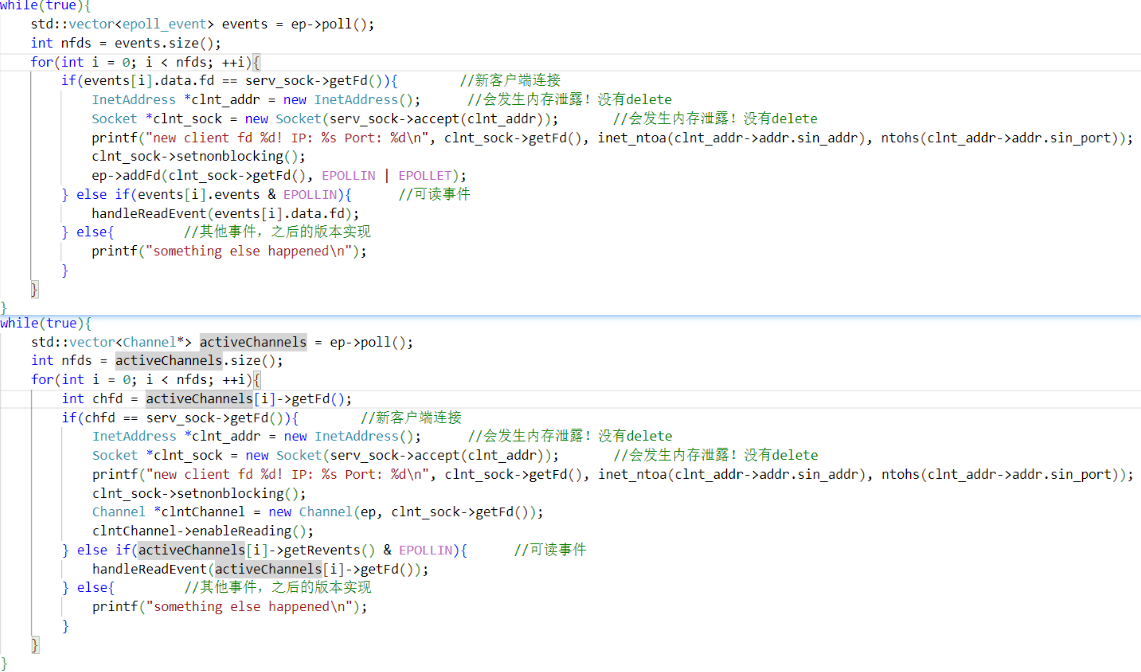 while(true){
    std::vector<epoll_event> events = ep->poll();
    int nfds = events.size();
    for(int i = 0; i < nfds; ++i){
        if(events[i].data.fd == serv_sock->getFd()){        //新客户端连接
            InetAddress *clnt_addr = new InetAddress();      //会发生内存泄露！没有delete
            Socket *clnt_sock = new Socket(serv_sock->accept(clnt_addr));       //会发生内存泄露！没有delete
            printf("new client fd %d! IP: %s Port: %d\n", clnt_sock->getFd(), inet_ntoa(clnt_addr->addr.sin_addr), ntohs(clnt_addr->addr.sin_port));
            clnt_sock->setnonblocking();
            ep->addFd(clnt_sock->getFd(), EPOLLIN | EPOLLET);
        } else if(events[i].events & EPOLLIN){      //可读事件
            handleReadEvent(events[i].data.fd);
        } else{         //其他事件，之后的版本实现
            printf("something else happened\n");
        }
    }
}
while(true){
    std::vector<Channel*> activeChannels = ep->poll();
    int nfds = activeChannels.size();
    for(int i = 0; i < nfds; ++i){
        int chfd = activeChannels[i]->getFd();
        if(chfd == serv_sock->getFd()){        //新客户端连接
            InetAddress *clnt_addr = new InetAddress();      //会发生内存泄露！没有delete
            Socket *clnt_sock = new Socket(serv_sock->accept(clnt_addr));       //会发生内存泄露！没有delete
            printf("new client fd %d! IP: %s Port: %d\n", clnt_sock->getFd(), inet_ntoa(clnt_addr->addr.sin_addr), ntohs(clnt_addr->addr.sin_port));
            clnt_sock->setnonblocking();
            Channel *clntChannel = new Channel(ep, clnt_sock->getFd());
            clntChannel->enableReading();
        } else if(activeChannels[i]->getRevents() & EPOLLIN){      //可读事件
            handleReadEvent(activeChannels[i]->getFd());
        } else{         //其他事件，之后的版本实现
            printf("something else happened\n");
        }
    }
}